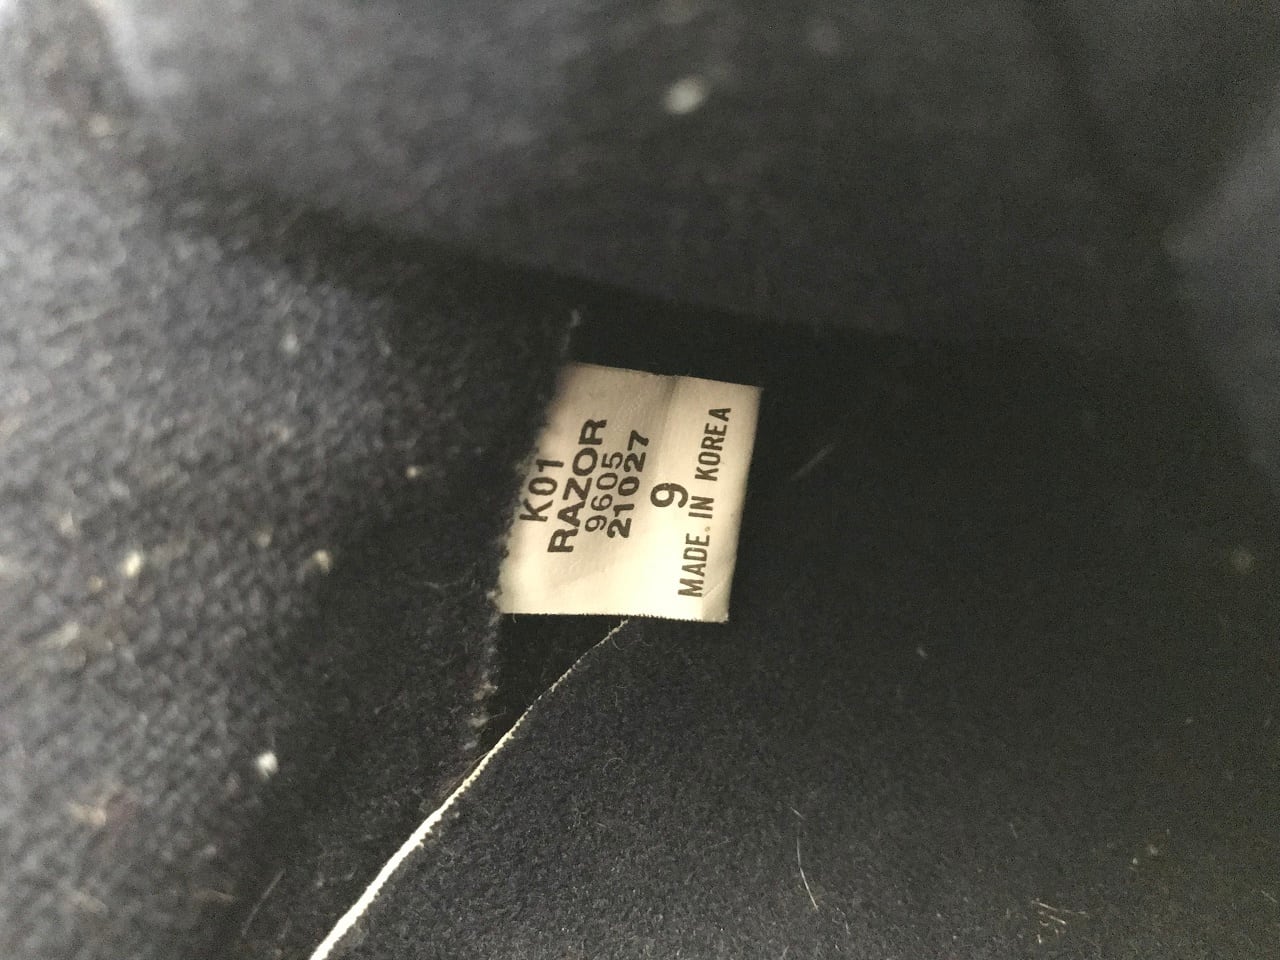 K01
RAZOR
9605
21027
9
MADE IN KOREA